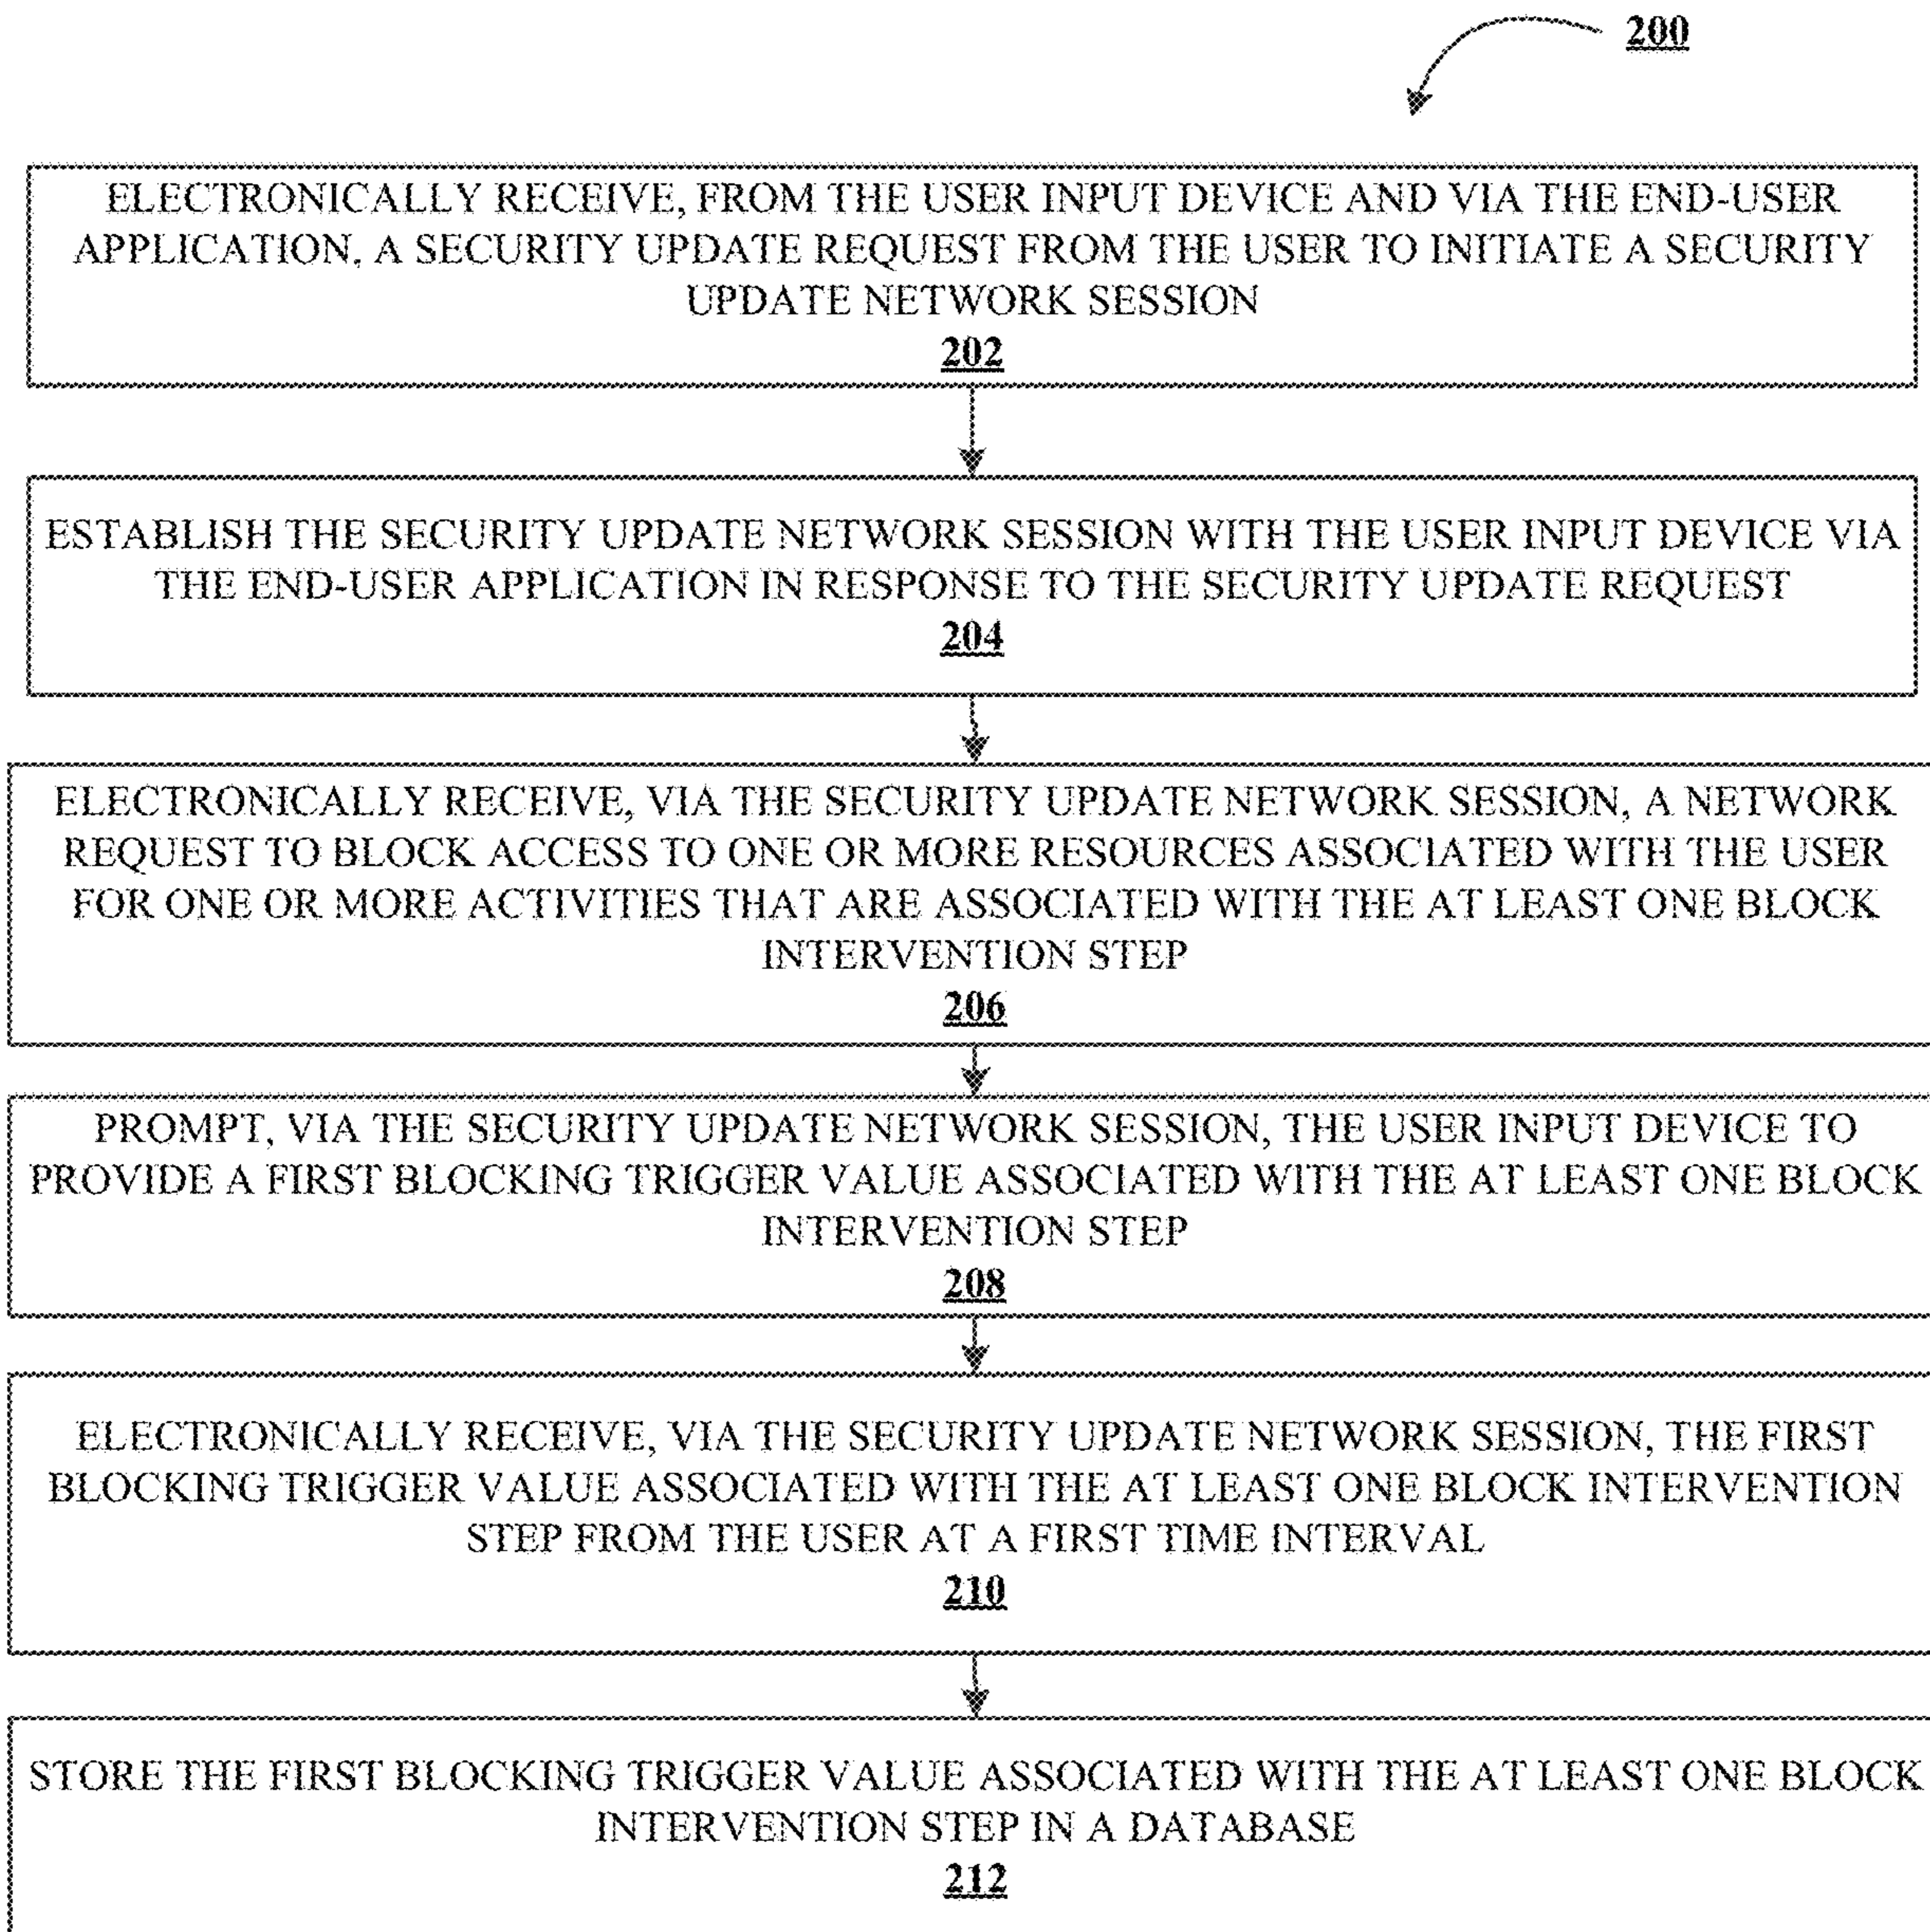 200
ELECTRONICALLY RECEIVE, FROM THE USER INPUT DEVICE AND VIA THE END-USER
APPLICATION, A SECURITY UPDATE REQUEST FROM THE USER TO INITIATE A SECURITY
UPDATE NETWORK SESSION
202
ESTABLISH THE SECURITY UPDATE NETWORK SESSION WITH THE USER INPUT DEVICE VIA
THE END-USER APPLICATION IN RESPONSE TO THE SECURITY UPDATE REQUEST
204
ELECTRONICALLY RECEIVE, VIA THE SECURITY UPDATE NETWORK SESSION, A NETWORK
REQUEST TO BLOCK ACCESS TO ONE OR MORE RESOURCES ASSOCIATED WITH THE USER
FOR ONE OR MORE ACTIVITIES THAT ARE ASSOCIATED WITH THE AT LEAST ONE BLOCK
INTERVENTION STEP
206
PROMPT, VIA THE SECURITY UPDATE NETWORK SESSION, THE USER INPUT DEVICE TO
PROVIDE A FIRST BLOCKING TRIGGER VALUE ASSOCIATED WITH THE AT LEAST ONE BLOCK
INTERVENTION STEP
208
ELECTRONICALLY RECEIVE, VIA THE SECURITY UPDATE NETWORK SESSION, THE FIRST
BLOCKING TRIGGER VALUE ASSOCIATED WITH THE AT LEAST ONE BLOCK INTERVENTION
STEP FROM THE USER AT A FIRST TIME INTERVAL
210
STORE THE FIRST BLOCKING TRIGGER VALUE ASSOCIATED WITH THE AT LEAST ONE BLOCK
INTERVENTION STEP IN A DATABASE
212